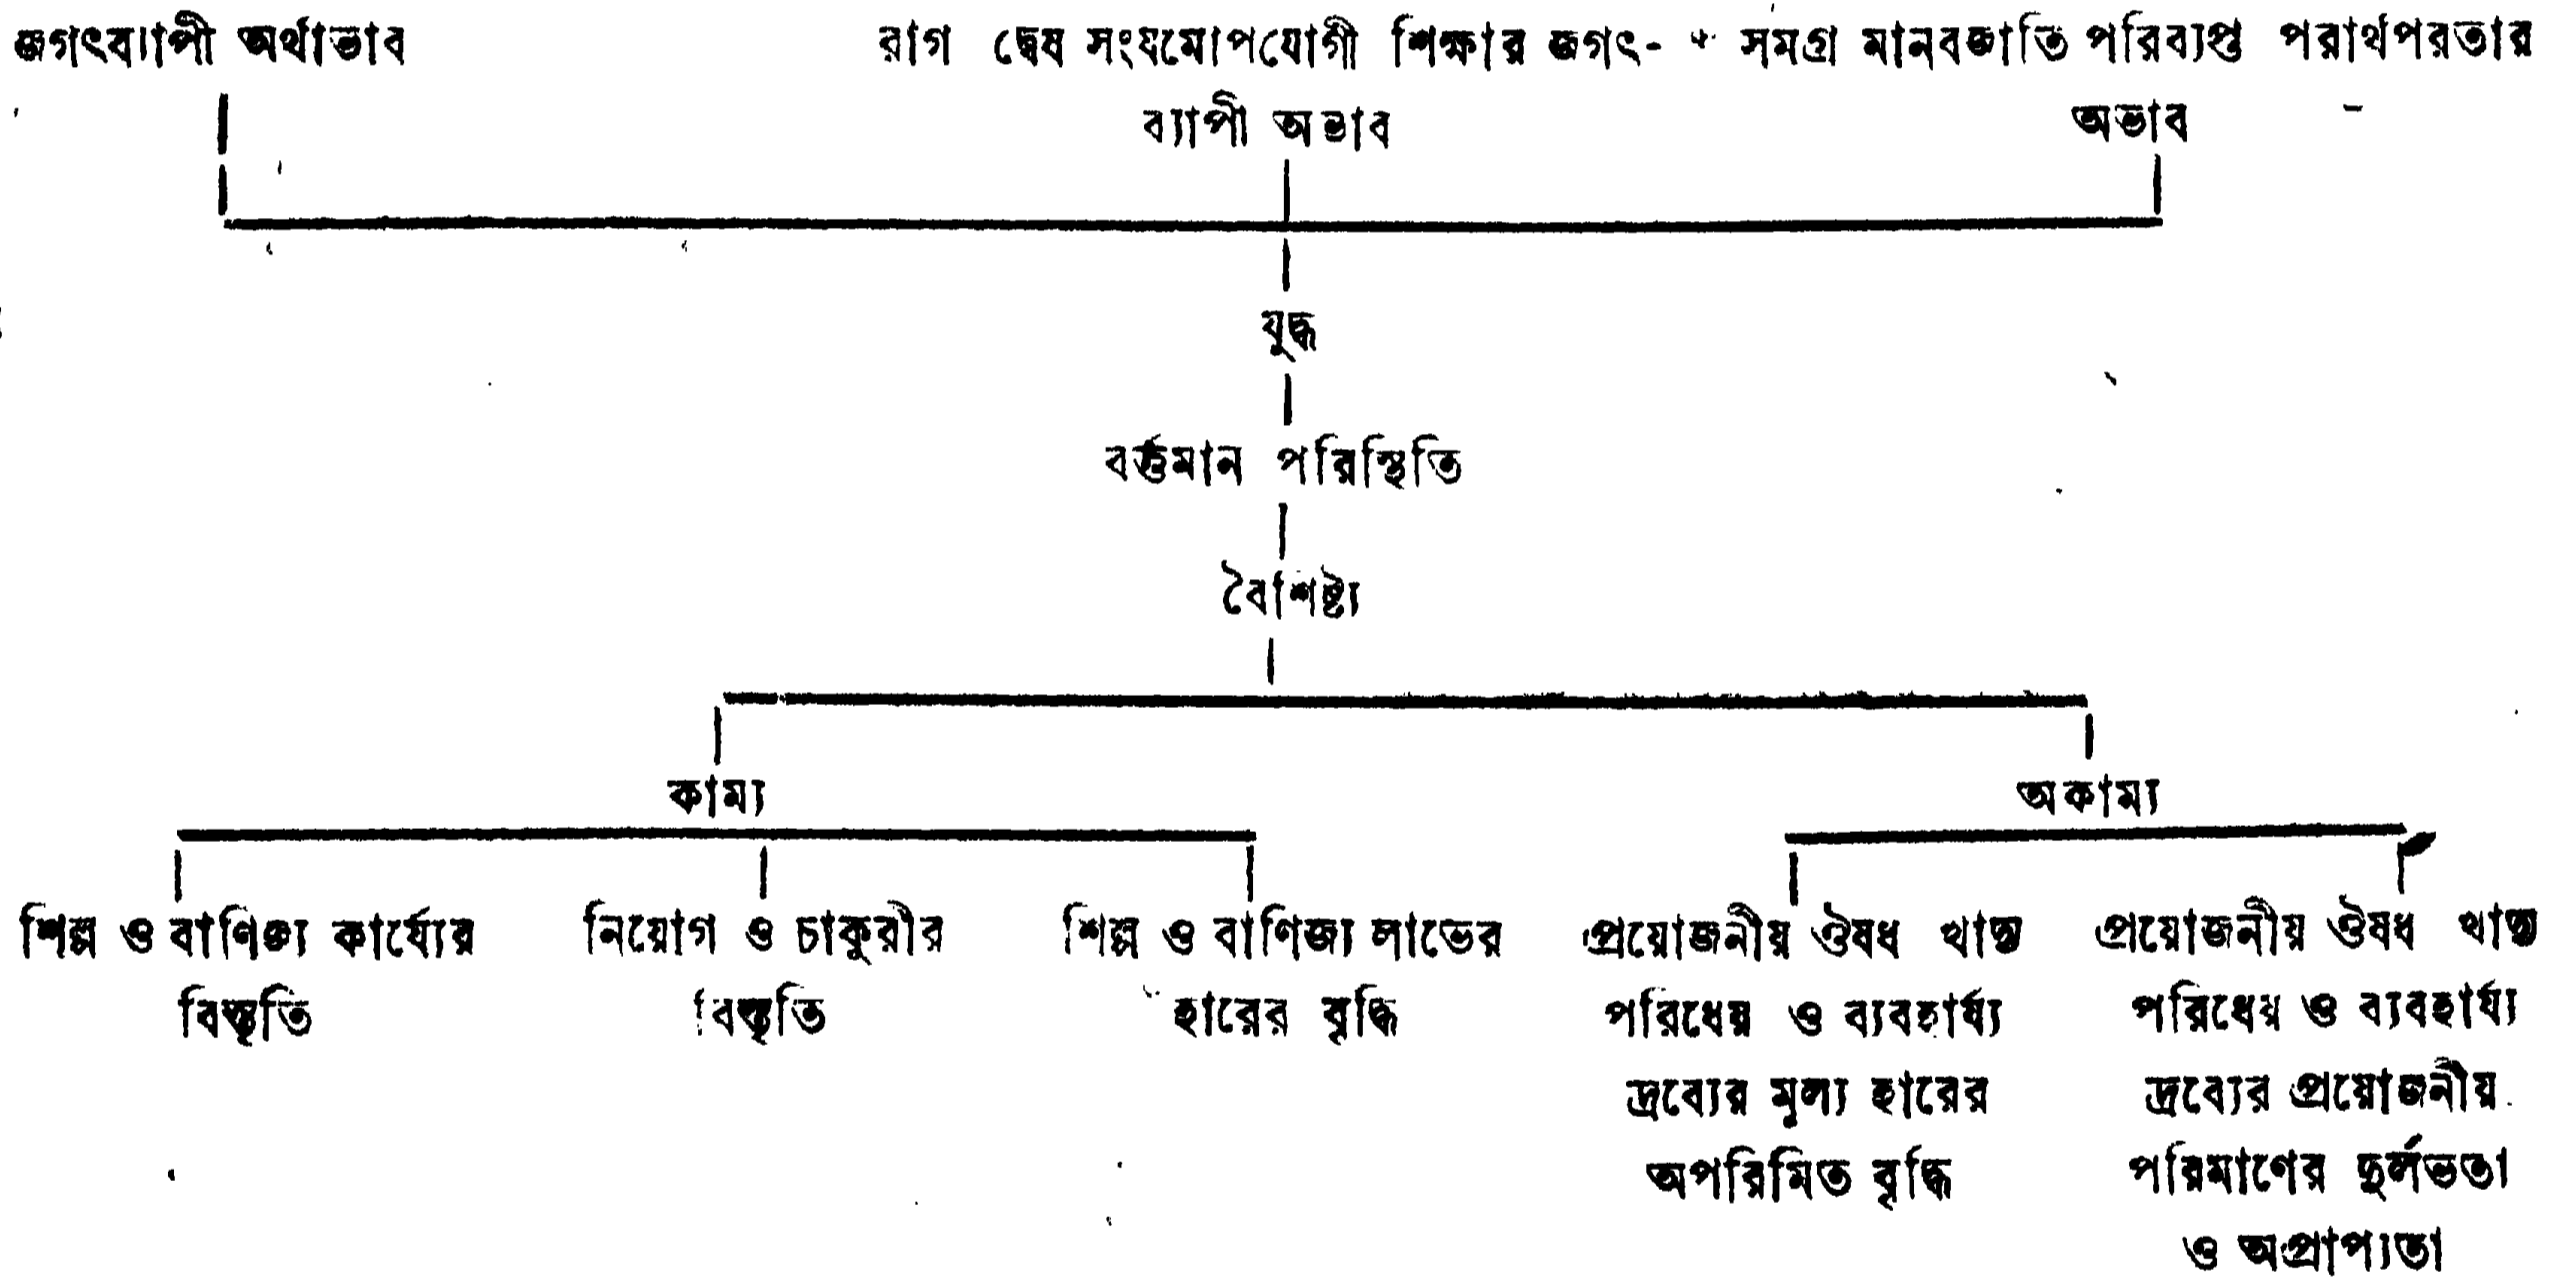 জগৎব্যাপী অর্থাভাব
রাগ দ্বেষ সংযমোপযোগী শিক্ষার জগৎ-
ব্যাপী অভাব
সমগ্র মানবজাতি পরিব্যপ্ত পরার্থপরতার
অভাব
যুদ্ধ
বর্ত্তমান পরিস্থিতি
বৈশিষ্ট্য
কাম্য
অকাম্য
শিল্প ও বাণিজ্য কার্য্যের
বিস্তৃতি
নিয়োগ ও চাকুরীর
বিস্তৃতি
শিল্প ও বাণিজ্য লাভের
হারের বৃদ্ধি
প্রয়োজনীয় ঔষধ খাদ্য
পরিধেয় ও ব্যবহার্য্য
দ্রব্যের মূল্য হারের
অপরিমিত বৃদ্ধি
প্রয়োজনীয় ঔষধ খাদ্য
পরিধেয় ও ব্যবহার্য্য
দ্রব্যের প্রয়োজনীয়
পরিমাণের দুর্লভতা
ও অপ্রাপ্যতা